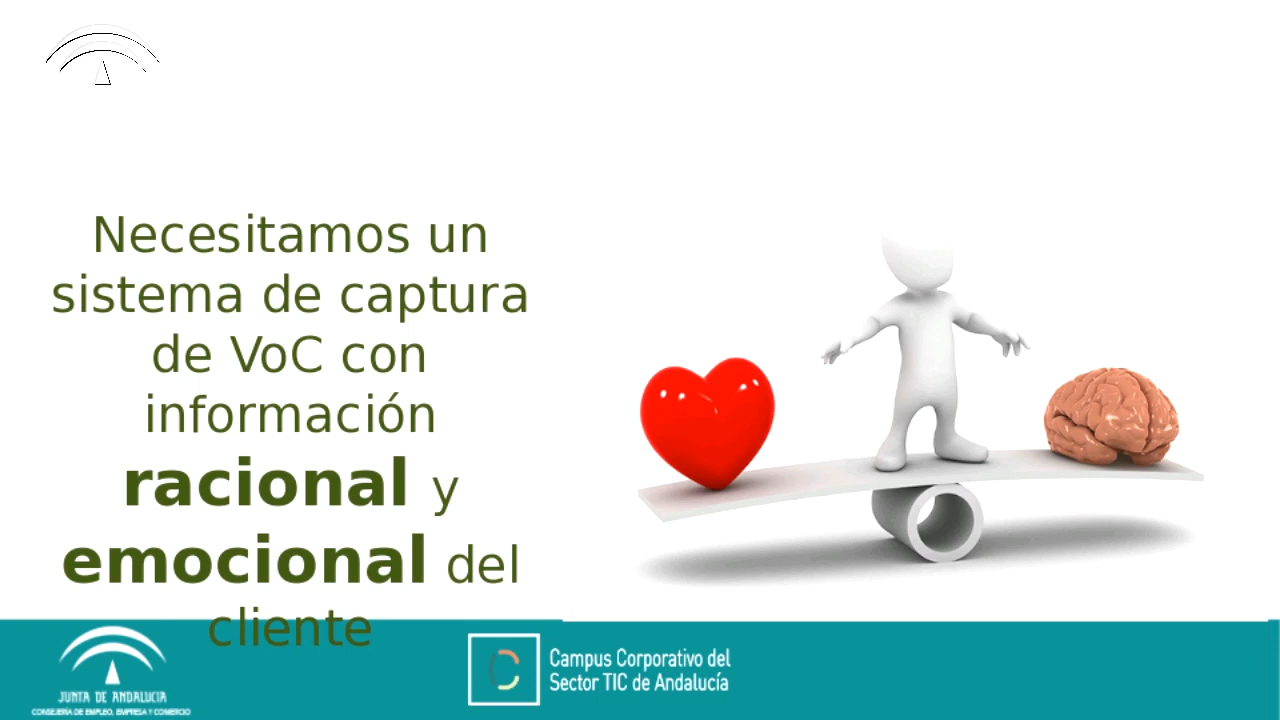 Necesitamos un
sistema de captura
de VoC con
información
racional y
emocional del
cliente
JUNTA DE ANDALUCIA
CONSEJERÍA DE EMPLEO, EMPRESA Y COMERCIO
Campus Corporativo del
Sector TIC de Andalucía